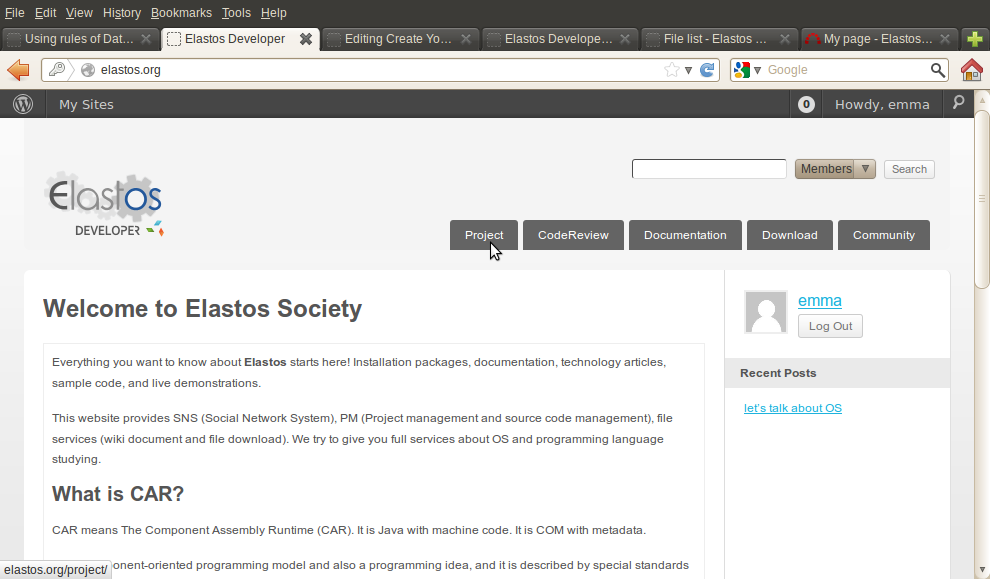 File Edit View History Bookmarks Tools Help
Using rules of Dat... Elastos Developer Editing Create Yo... Elastos Develope... File list - Elastos ... My page - Elastos...
elastos.org Google
My Sites 0 Howdy, emma
Elastos
DEVELOPER
Members Search
Project CodeReview Documentation Download Community
Welcome to Elastos Society
emma
Log Out
Everything you want to know about Elastos starts here! Installation packages, documentation, technology articles,
sample code, and live demonstrations.
Recent Posts
let's talk about OS
This website provides SNS (Social Network System), PM (Project management and source code management), file
services (wiki document and file download). We try to give you full services about OS and programming language
studying.
What is CAR?
CAR means The Component Assembly Runtime (CAR). It is Java with machine code. It is COM with metadata.
onent-oriented programming model and also a programming idea, and it is described by special standards
elastos.org/project/